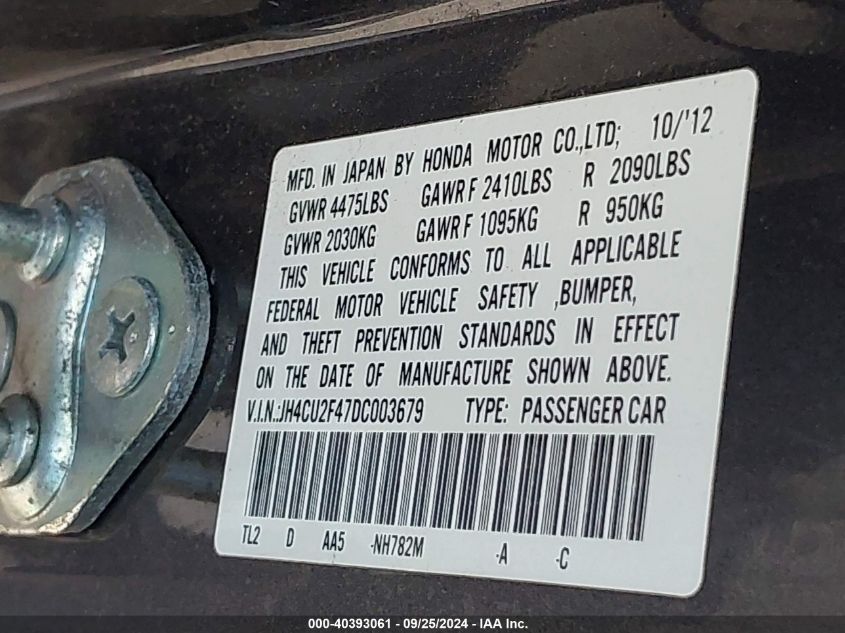 MFD. IN JAPAN BY HONDA MOTOR CO.,LTD; 10/'12
GVWR 4475LBS GAWR F 2410LBS R 2090LBS
GVWR 2030KG GAWR F 1095KG R 950KG
THIS VEHICLE CONFORMS TO ALL APPLICABLE
FEDERAL MOTOR VEHICLE SAFETY ,BUMPER,
AND THEFT PREVENTION STANDARDS IN EFFECT
ON THE DATE OF MANUFACTURE SHOWN ABOVE.
V.I.N.:JH4CU2F47DC003679 TYPE: PASSENGER CAR
TL2 D AA5 -NH782M -A -C
000-40393061 - 09/25/2024 - IAA Inc.